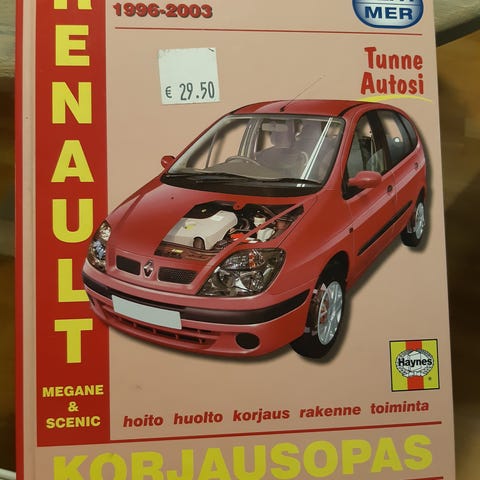 RENAULT
1996-2003
MER
Tunne
Autosi
€ 29.50
MEGANE
&
SCENIC
Haynes
hoito huolto korjaus rakenne toiminta
KORJAUSOPAS